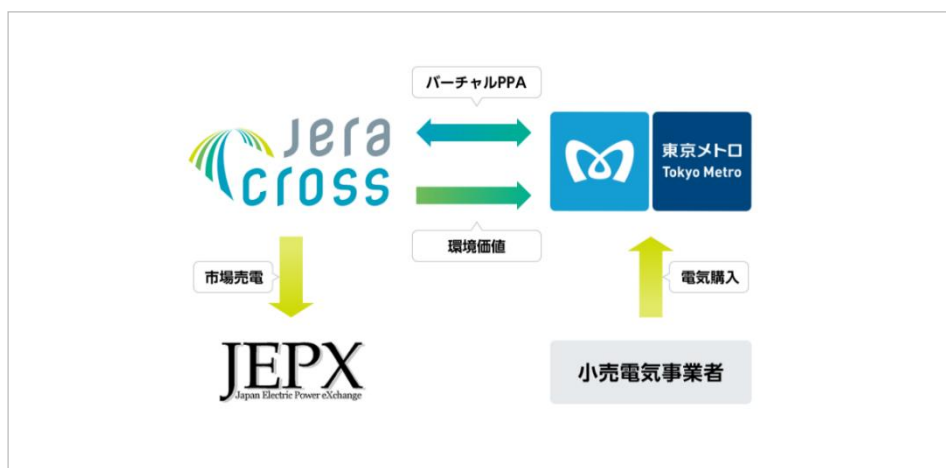 バーチャルPPA
Jera
cross
東京メトロ
Tokyo Metro
環境価値
市場売電
電気購入
JEPX
Japan Electric Power eXchange
小売電気事業者